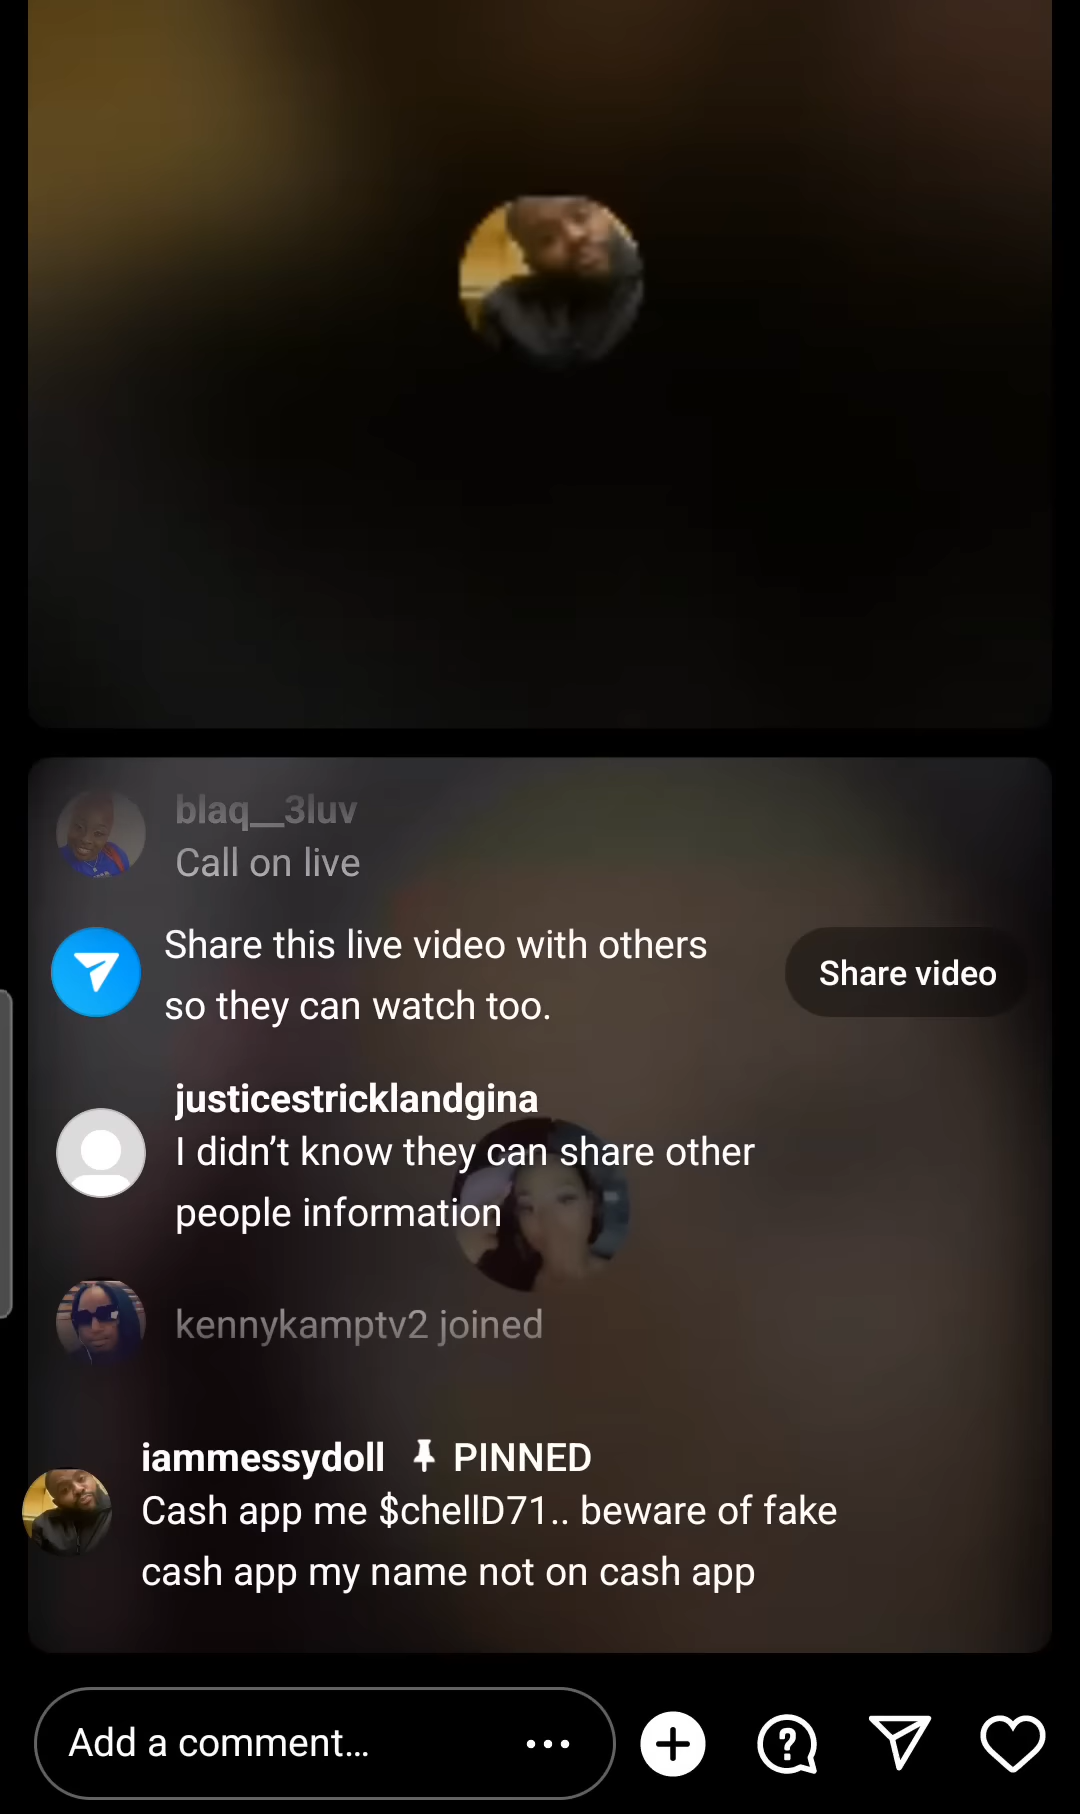 blaq__3luv
Call on live
Share this live video with others
so they can watch too.
Share video
justicestricklandgina
I didn’t know they can share other
people information
kennykamptv2 joined
iammessydoll PINNED
Cash app me $chellD71.. beware of fake
cash app my name not on cash app
Add a comment...